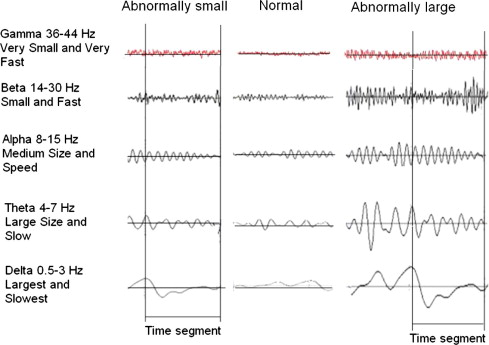 Abnormally small
Normal
Abnormally large
Gamma 36-44 Hz
Very Small and Very
Fast
Beta 14-30 Hz
Small and Fast
Alpha 8-15 Hz
Medium Size and
Speed
Theta 4-7 Hz
Large Size and
Slow
Delta 0.5-3 Hz
Largest and
Slowest
Time segment
Time segment